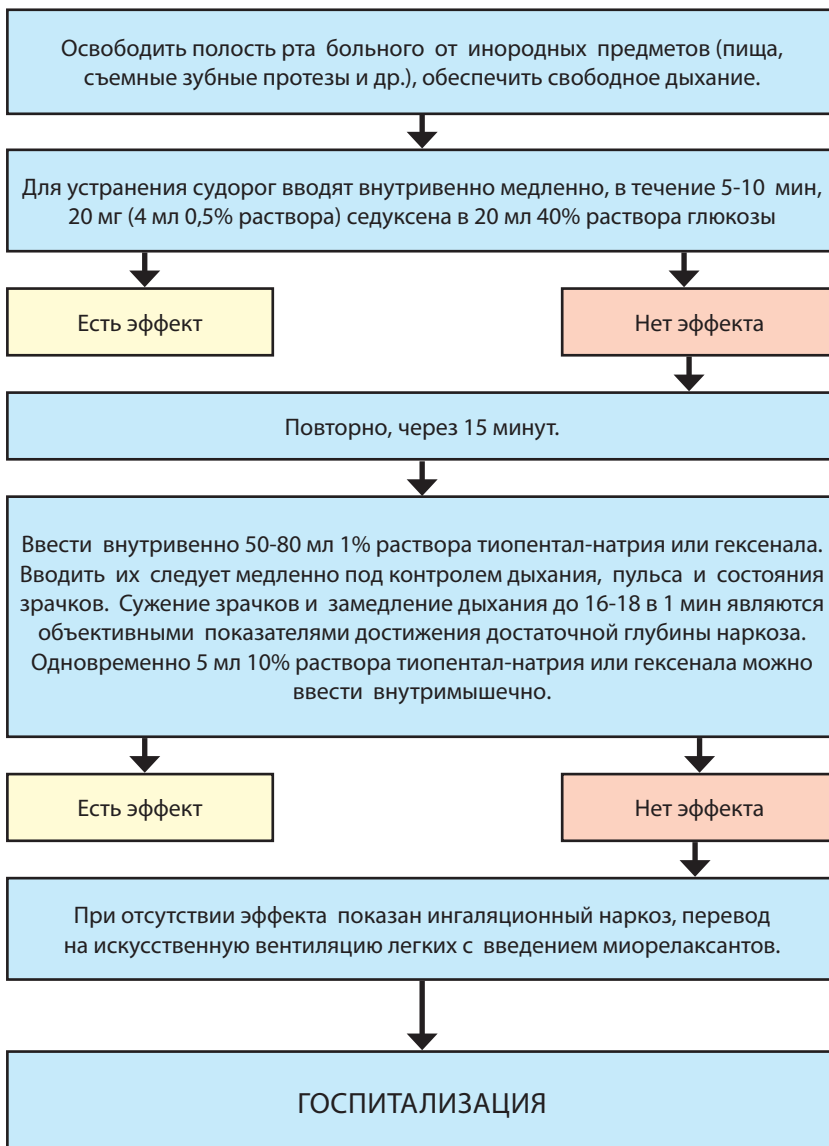 Освободить полость рта больного от инородных предметов (пища,
съемные зубные протезы и др.), обеспечить свободное дыхание.
Для устранения судорог вводят внутривенно медленно, в течение 5-10 мин,
20 мг (4 мл 0,5% раствора) седуксена в 20 мл 40% раствора глюкозы
Есть эффект
Нет эффекта
Повторно, через 15 минут.
Ввести внутривенно 50-80 мл 1% раствора тиопентал-натрия или гексенала.
Вводить их следует медленно под контролем дыхания, пульса и состояния
зрачков. Сужение зрачков и замедление дыхания до 16-18 в 1 мин являются
объективными показателями достижения достаточной глубины наркоза.
Одновременно 5 мл 10% раствора тиопентал-натрия или гексенала можно
ввести внутримышечно.
Есть эффект
Нет эффекта
При отсутствии эффекта показан ингаляционный наркоз, перевод
на искусственную вентиляцию легких с введением миорелаксантов.
ГОСПИТАЛИЗАЦИЯ